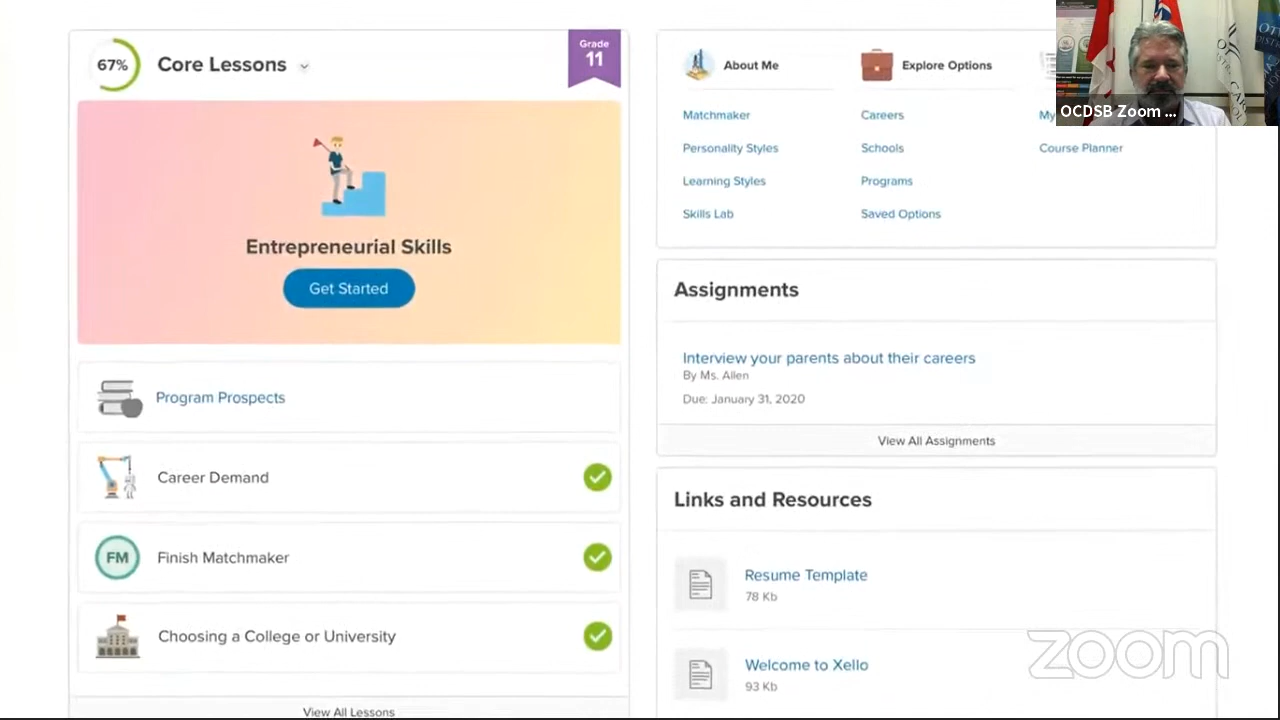 67%
Core Lessons
Grade
11
Entrepreneurial Skills
Get Started
Program Prospects
Career Demand
FM
Finish Matchmaker
Choosing a College or University
View All Lessons
About Me
Matchmaker
Personality Styles
Learning Styles
Skills Lab
Explore Options
Careers
Schools
Programs
Saved Options
My
Course Planner
OCDSB Zoom ...
Assignments
Interview your parents about their careers
By Ms. Allen
Due: January 31, 2020
View All Assignments
Links and Resources
Resume Template
78 Kb
Welcome to Xello
93 Kb
zoom